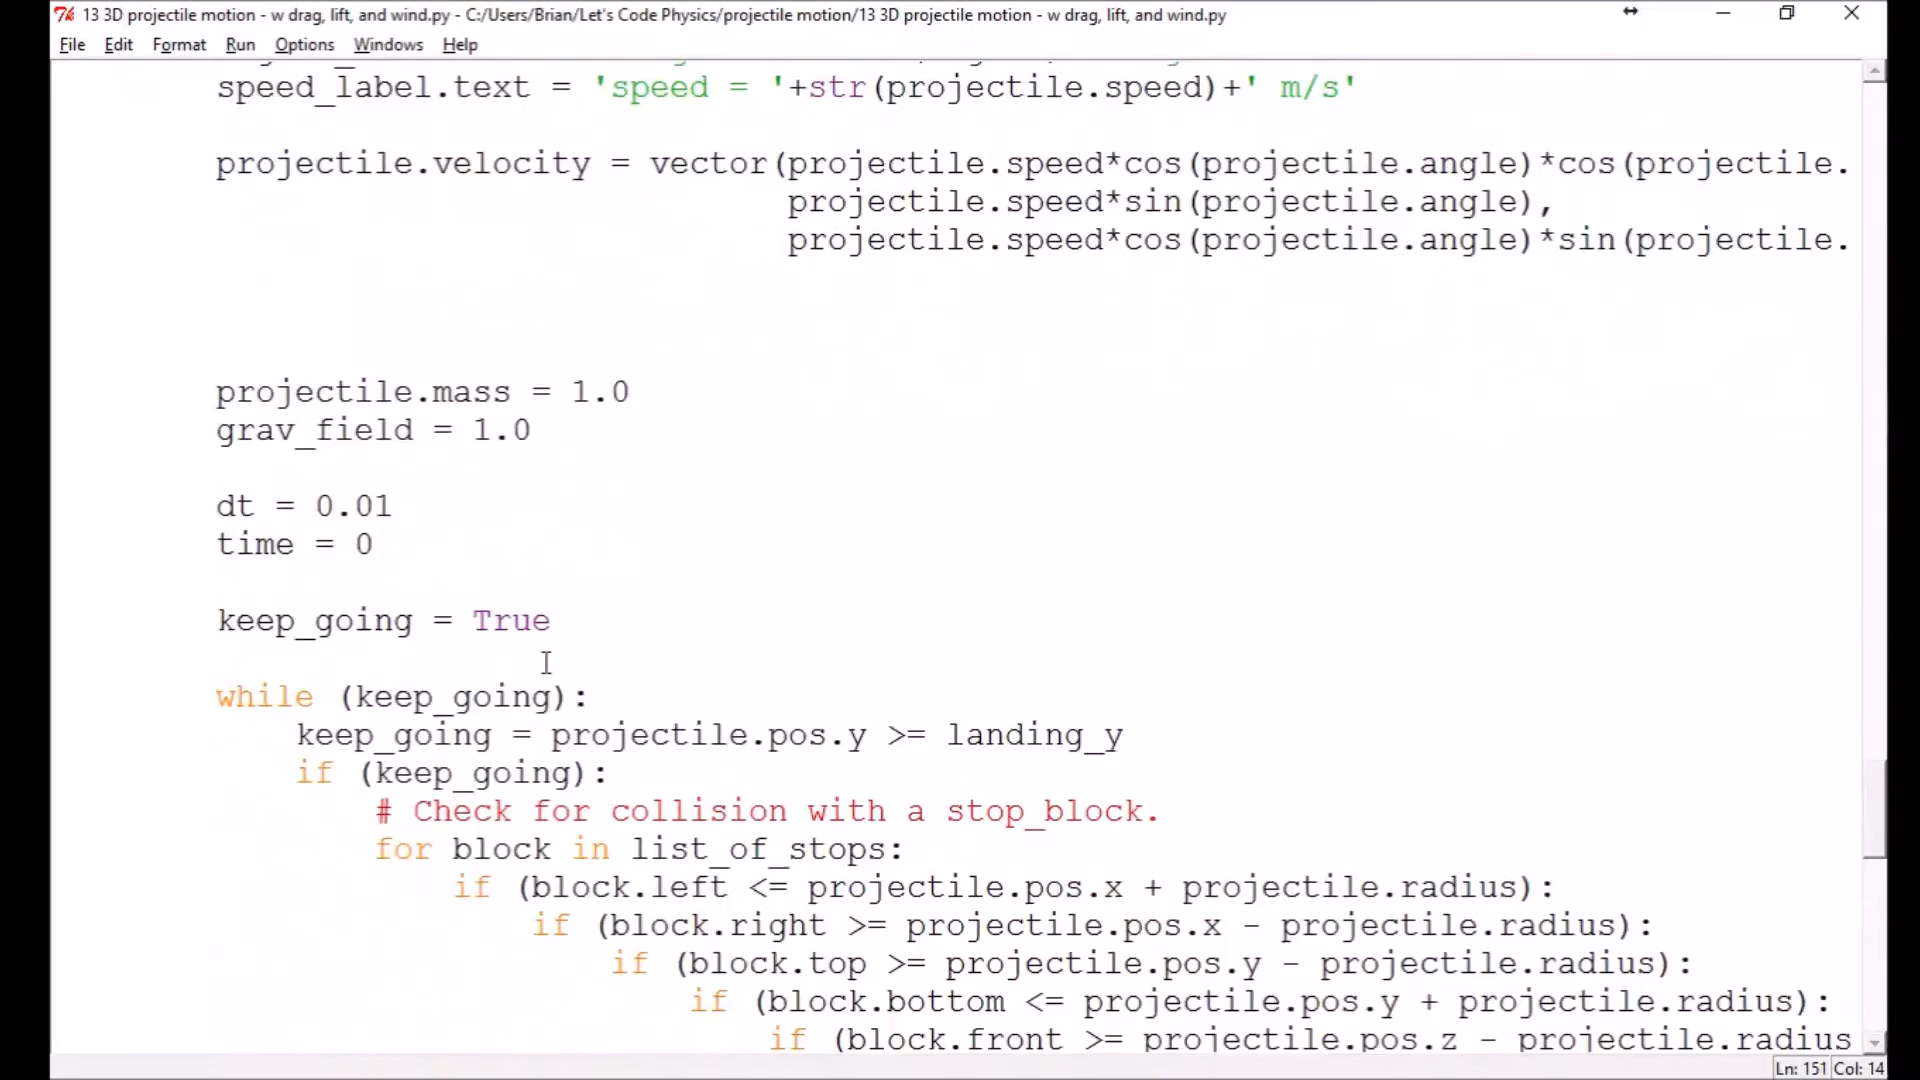 13 3D projectile motion - w drag, lift, and wind.py - C:/Users/Brian/Let's Code Physics/projectile motion/13 3D projectile motion - w drag, lift, and wind.py
File Edit Format Run Options Windows Help
speed_label.text = 'speed = '+str(projectile.speed)+' m/s'
projectile.velocity = vector(projectile.speed*cos(projectile.angle)*cos(projectile.
projectile.speed*sin(projectile.angle),
projectile.speed*cos(projectile.angle)*sin(projectile.
projectile.mass = 1.0
grav_field = 1.0
dt = 0.01
time = 0
keep_going = True
while (keep_going):
keep_going = projectile.pos.y >= landing_y
if (keep_going):
# Check for collision with a stop_block.
for block in list_of_stops:
if (block.left <= projectile.pos.x + projectile.radius):
if (block.right >= projectile.pos.x - projectile.radius):
if (block.top >= projectile.pos.y - projectile.radius):
if (block.bottom <= projectile.pos.y + projectile.radius):
if (block.front >= projectile.pos.z - projectile.radius
Ln: 151 Col: 14